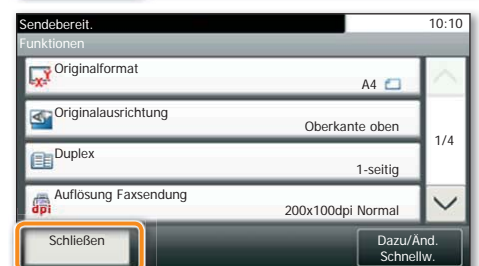 Sendebereit. 10:10
Funktionen
Originalformat
A4
Originalausrichtung
Oberkante oben
1/4
Duplex
1-seitig
Auflösung Faxsendung
dpi
200x100dpi Normal
Schließen
Dazu/Änd.
Schnellw.